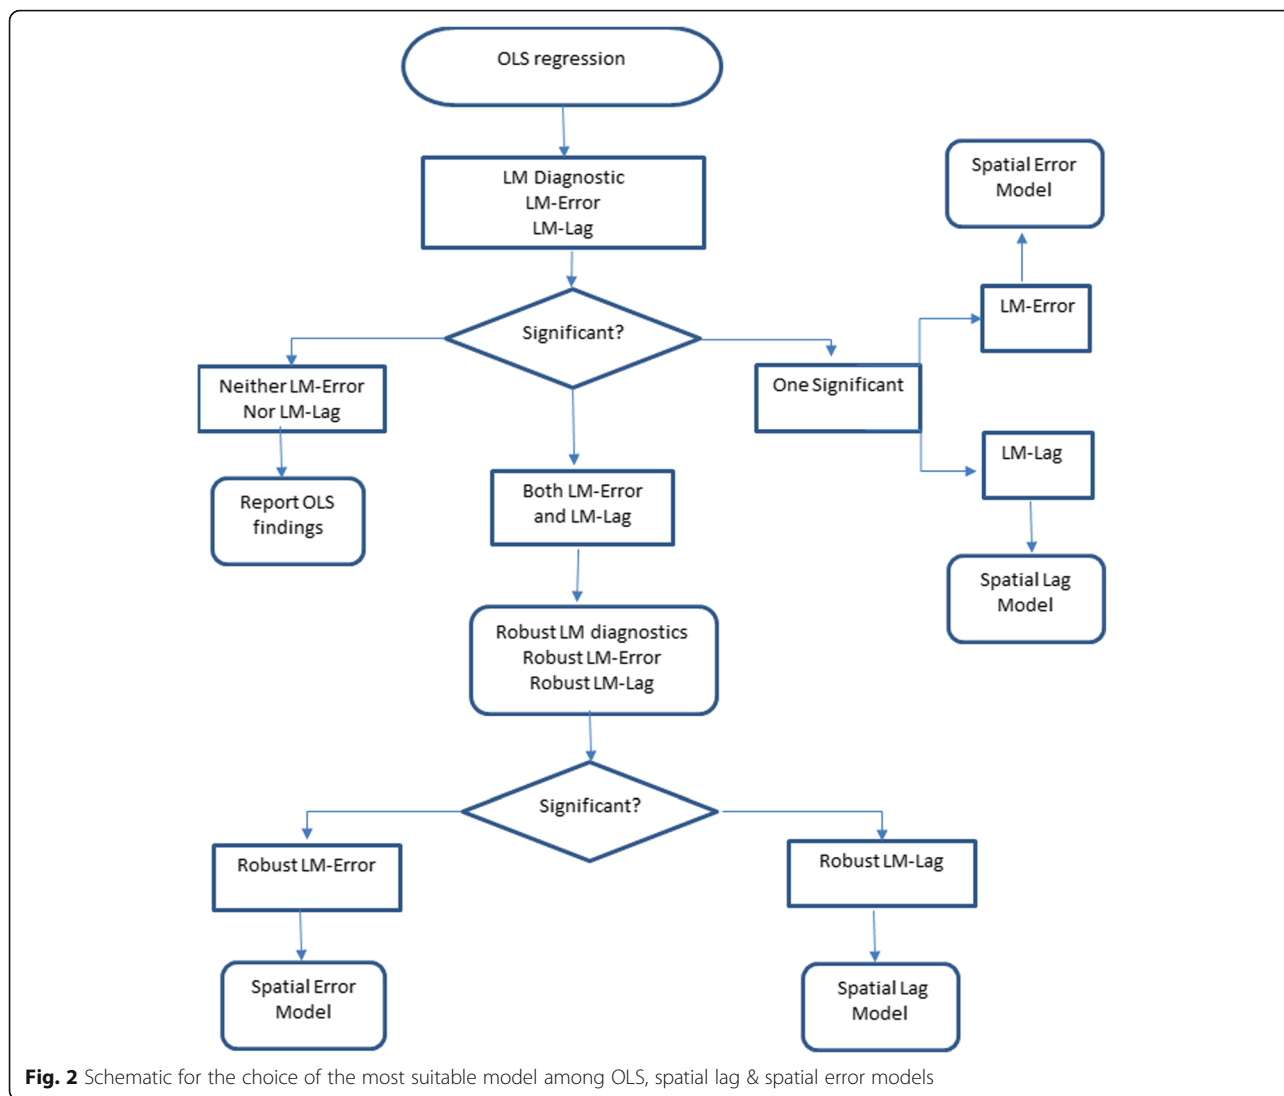 OLS regression
LM Diagnostic
LM-Error
LM-Lag
Significant?
Neither LM-Error
Nor LM-Lag
Report OLS
findings
Both LM-Error
and LM-Lag
One Significant
LM-Error
Spatial Error
Model
LM-Lag
Spatial Lag
Model
Robust LM diagnostics
Robust LM-Error
Robust LM-Lag
Significant?
Robust LM-Error
Spatial Error
Model
Robust LM-Lag
Spatial Lag
Model
Fig. 2 Schematic for the choice of the most suitable model among OLS, spatial lag & spatial error models